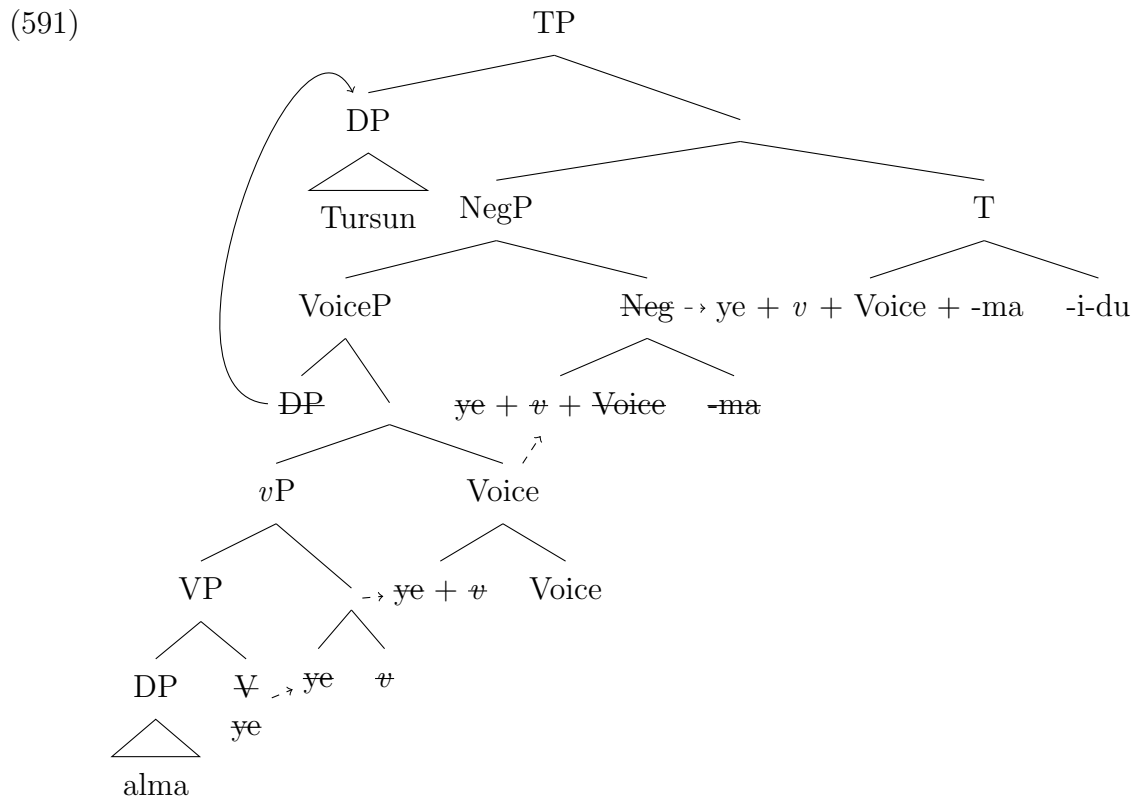 (591)
TP
DP
Tursun NegP T
VoiceP Neg ye + v + Voice + -ma -i-du
DP ye + v + Voice -ma
vP Voice
VP ye + v Voice
DP V ye v
ye
alma